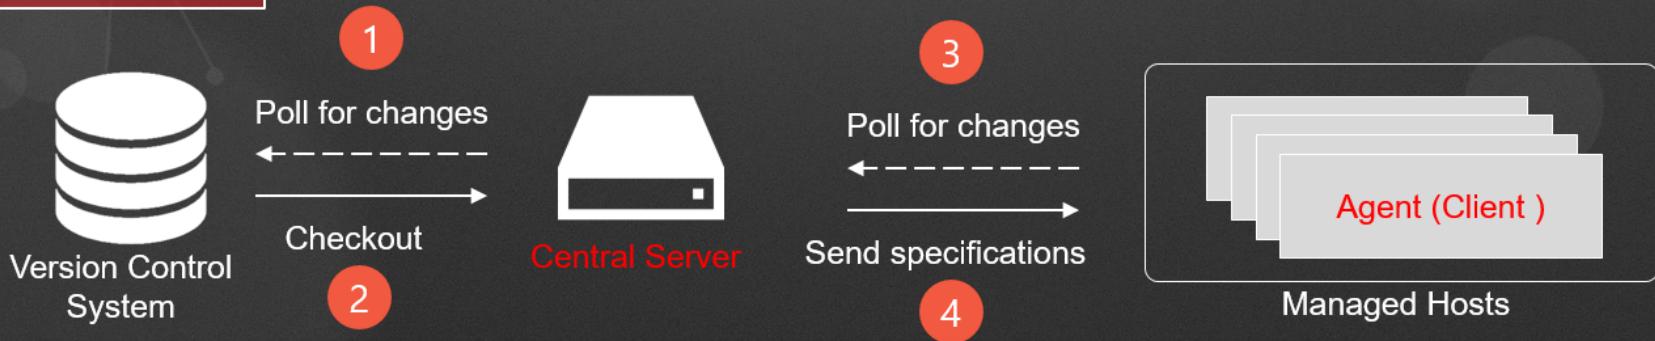 1
Poll for changes
Checkout
2
Version Control
System
Central Server
3
Poll for changes
Send specifications
4
Agent (Client )
Managed Hosts